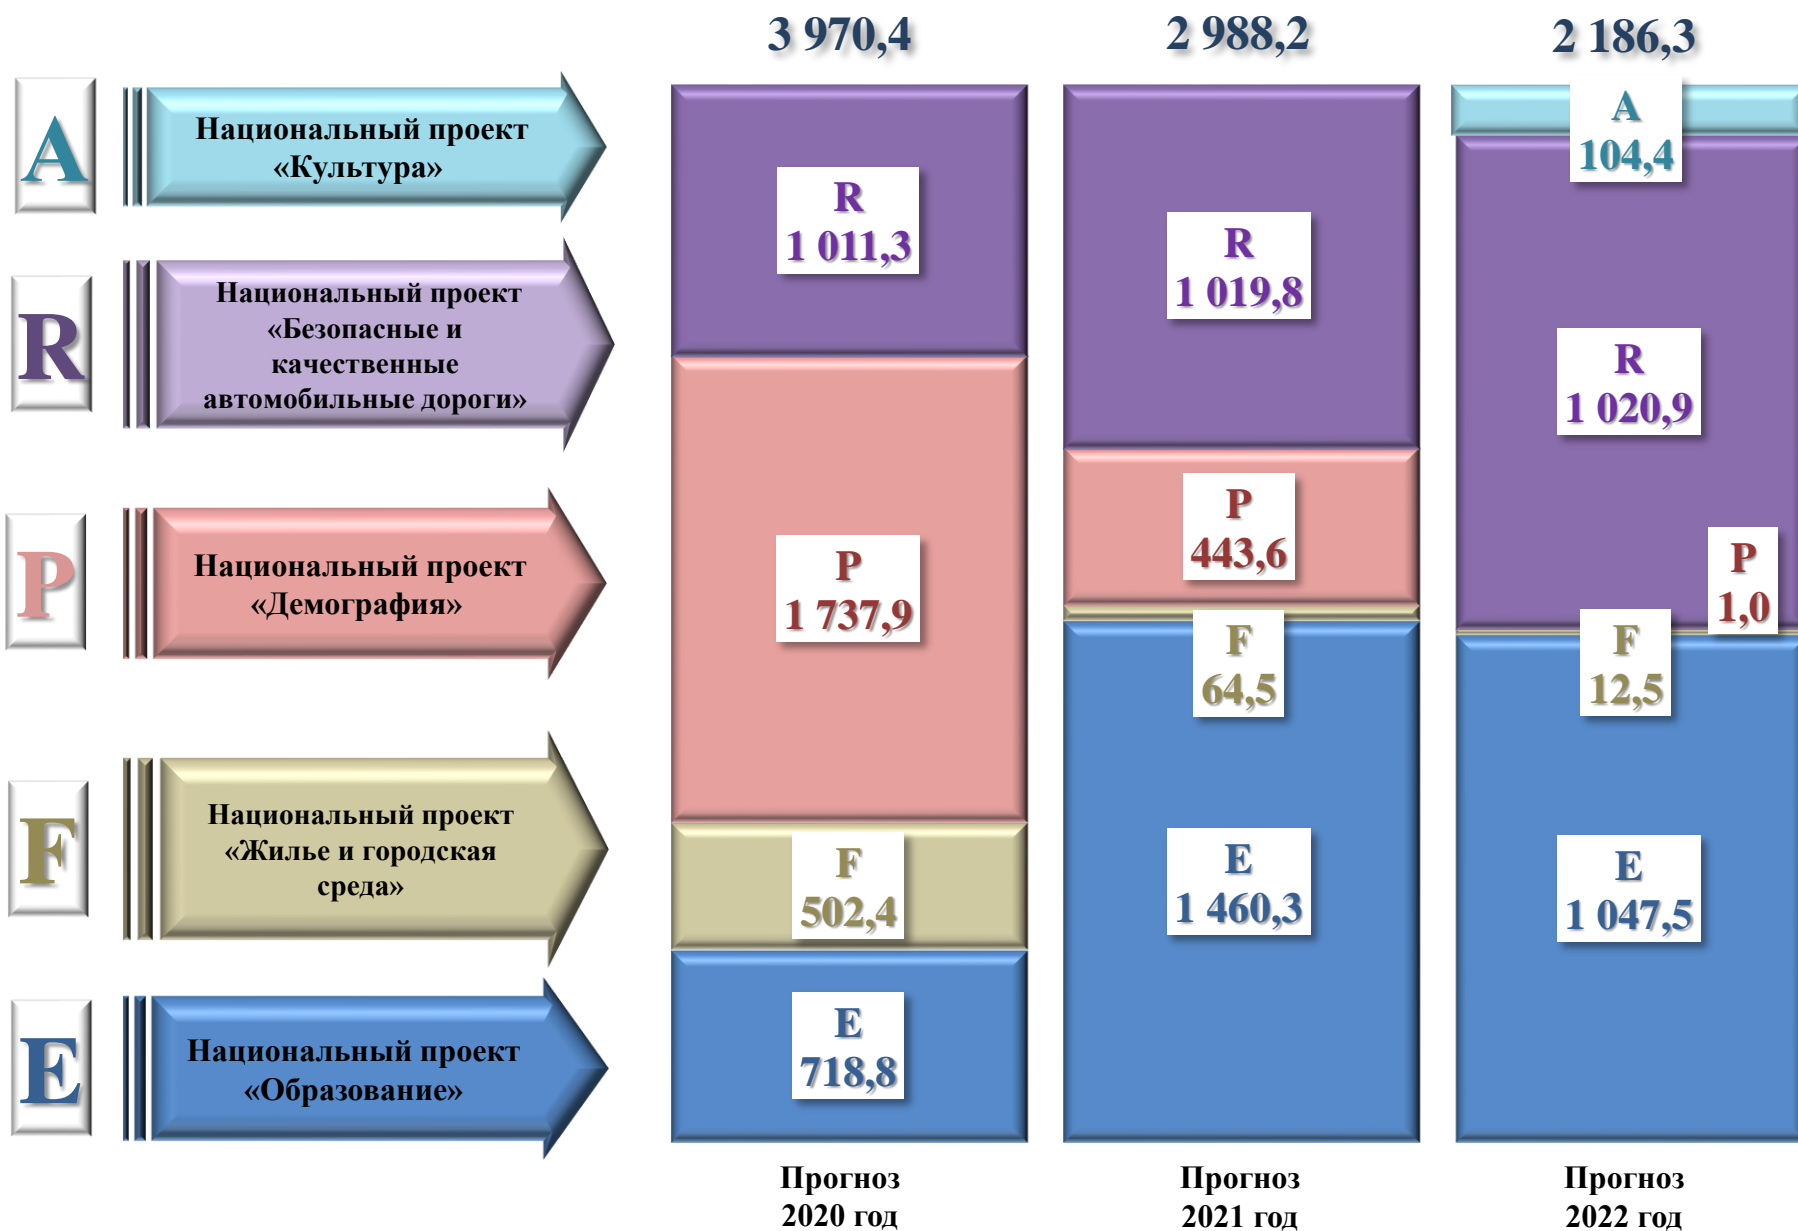 3 970,4
2 988,2
2 186,3
A
Национальный проект
«Культура»
R
Национальный проект
«Безопасные и
качественные
автомобильные дороги»
P
Национальный проект
«Демография»
F
Национальный проект
«Жилье и городская
среда»
E
Национальный проект
«Образование»
R
1 011,3
P
1 737,9
F
502,4
E
718,8
R
1 019,8
P
443,6
F
64,5
E
1 460,3
A
104,4
R
1 020,9
P
1,0
F
12,5
E
1 047,5
Прогноз
2020 год
Прогноз
2021 год
Прогноз
2022 год